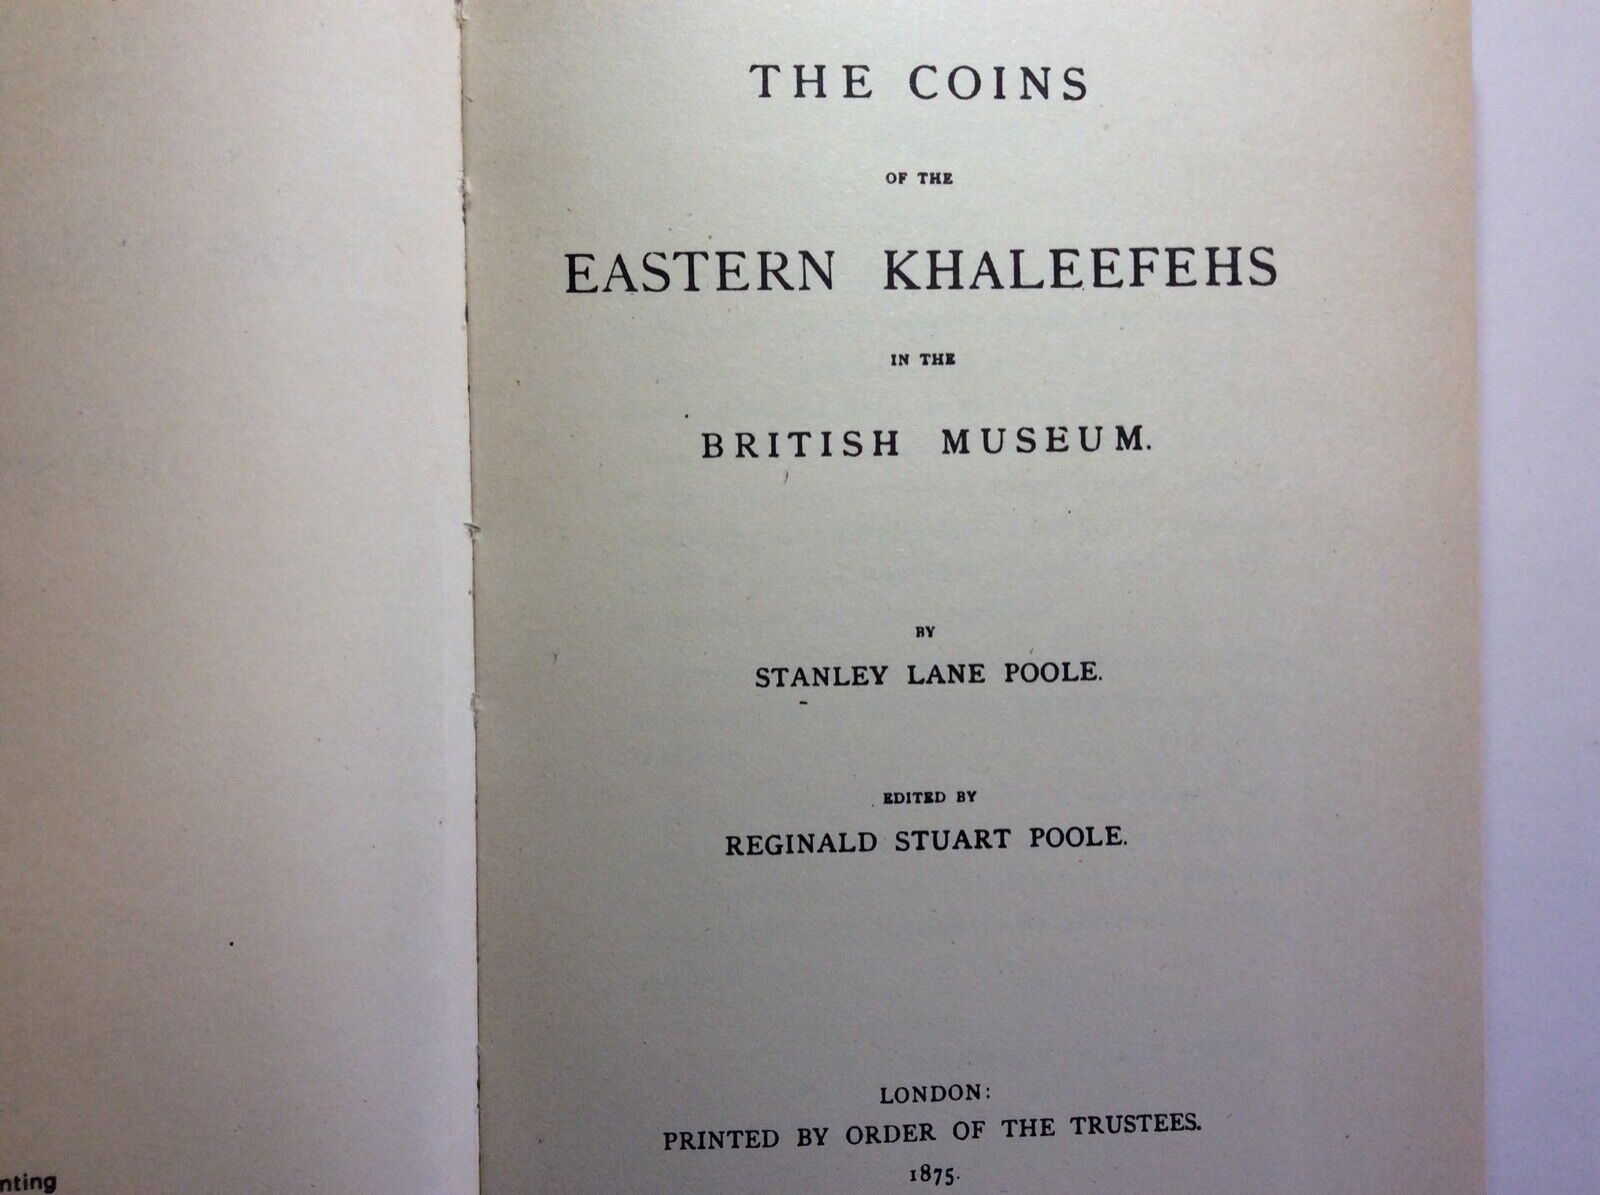 THE COINS
OF THE
EASTERN KHALEEFEHS
IN THE
BRITISH MUSEUM.
BY
STANLEY LANE POOLE.
EDITED BY
REGINALD STUART POOLE.
LONDON:
PRINTED BY ORDER OF THE TRUSTEES.
1875.
nting